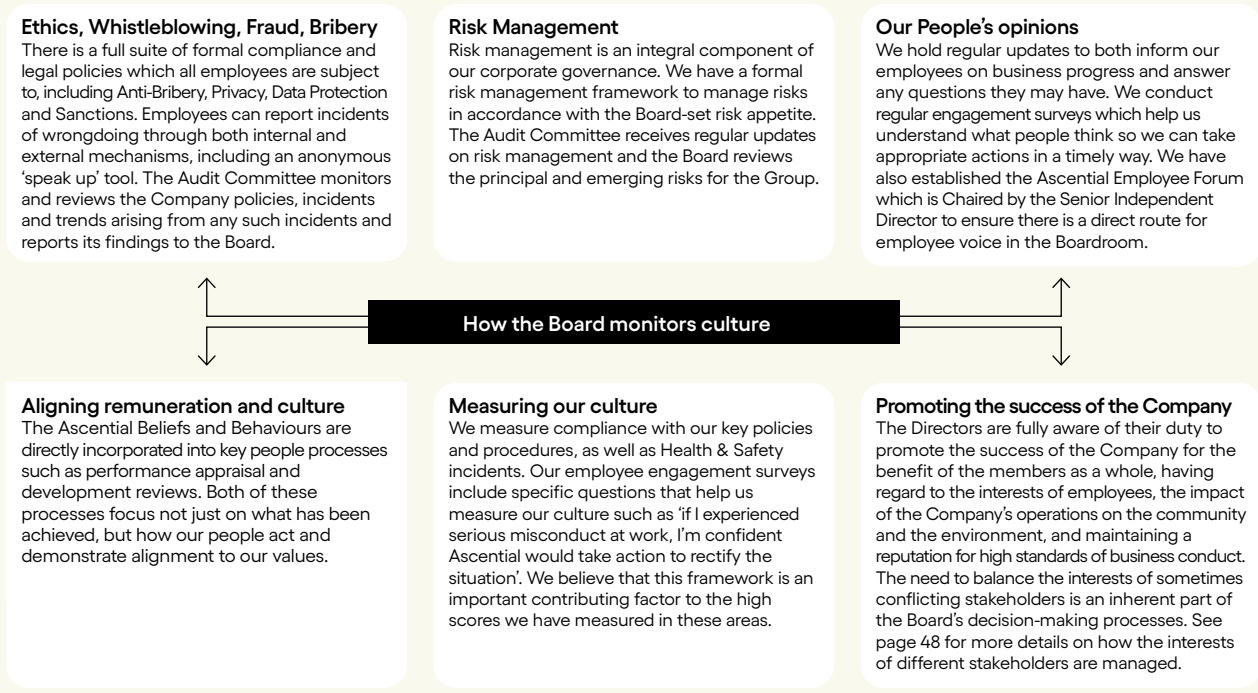 Ethics, Whistleblowing, Fraud, Bribery
There is a full suite of formal compliance and
legal policies which all employees are subject
to, including Anti-Bribery, Privacy, Data Protection
and Sanctions. Employees can report incidents
of wrongdoing through both internal and
external mechanisms, including an anonymous
‘speak up’ tool. The Audit Committee monitors
and reviews the Company policies, incidents
and trends arising from any such incidents and
reports its findings to the Board.
Risk Management
Risk management is an integral component of
our corporate governance. We have a formal
risk management framework to manage risks
in accordance with the Board-set risk appetite.
The Audit Committee receives regular updates
on risk management and the Board reviews
the principal and emerging risks for the Group.
Our People’s opinions
We hold regular updates to both inform our
employees on business progress and answer
any questions they may have. We conduct
regular engagement surveys which help us
understand what people think so we can take
appropriate actions in a timely way. We have
also established the Ascential Employee Forum
which is Chaired by the Senior Independent
Director to ensure there is a direct route for
employee voice in the Boardroom.
How the Board monitors culture
Aligning remuneration and culture
The Ascential Beliefs and Behaviours are
directly incorporated into key people processes
such as performance appraisal and
development reviews. Both of these
processes focus not just on what has been
achieved, but how our people act and
demonstrate alignment to our values.
Measuring our culture
We measure compliance with our key policies
and procedures, as well as Health & Safety
incidents. Our employee engagement surveys
include specific questions that help us
measure our culture such as ‘if I experienced
serious misconduct at work, I’m confident
Ascential would take action to rectify the
situation’. We believe that this framework is an
important contributing factor to the high
scores we have measured in these areas.
Promoting the success of the Company
The Directors are fully aware of their duty to
promote the success of the Company for the
benefit of the members as a whole, having
regard to the interests of employees, the impact
of the Company’s operations on the community
and the environment, and maintaining a
reputation for high standards of business conduct.
The need to balance the interests of sometimes
conflicting stakeholders is an inherent part of
the Board’s decision-making processes. See
page 48 for more details on how the interests
of different stakeholders are managed.